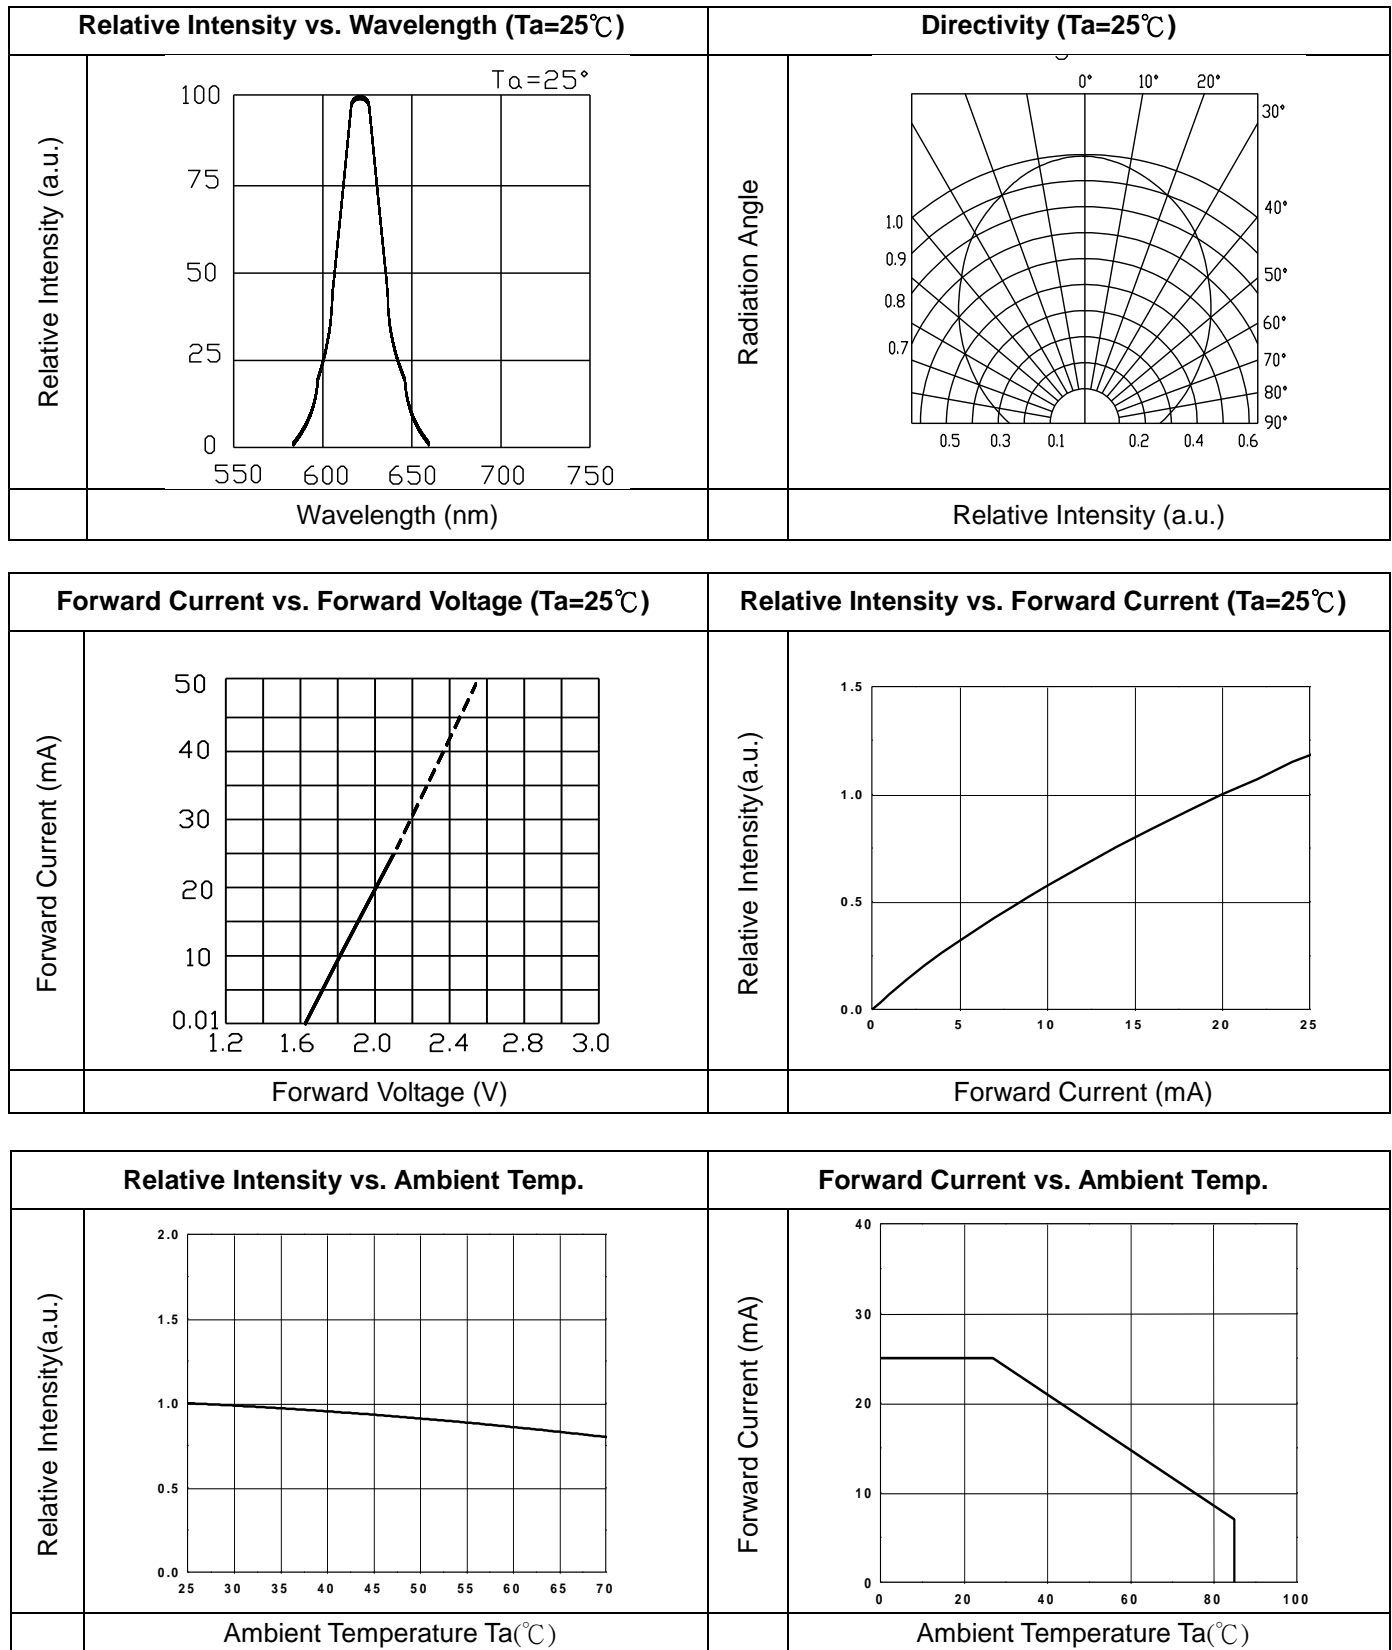 Relative Intensity vs. Wavelength (Ta=25℃)
Directivity (Ta=25℃)
Relative Intensity (a.u.)
Ta=25°
100
75
50
25
0
550 600 650 700 750
Wavelength (nm)
Radiation Angle
0° 10° 20°
30°
40°
50°
60°
70°
80°
90°
1.0
0.9
0.8
0.7
0.5 0.3 0.1 0.2 0.4 0.6
Relative Intensity (a.u.)
Forward Current vs. Forward Voltage (Ta=25℃)
Relative Intensity vs. Forward Current (Ta=25℃)
Forward Current (mA)
50
40
30
20
10
0.01
1.2 1.6 2.0 2.4 2.8 3.0
Forward Voltage (V)
Relative Intensity(a.u.)
1.5
1.0
0.5
0.0
0 5 10 15 20 25
Forward Current (mA)
Relative Intensity vs. Ambient Temp.
Forward Current vs. Ambient Temp.
Relative Intensity(a.u.)
2.0
1.5
1.0
0.5
0.0
25 30 35 40 45 50 55 60 65 70
Ambient Temperature Ta(℃)
Forward Current (mA)
40
30
20
10
0
0 20 40 60 80 100
Ambient Temperature Ta(℃)